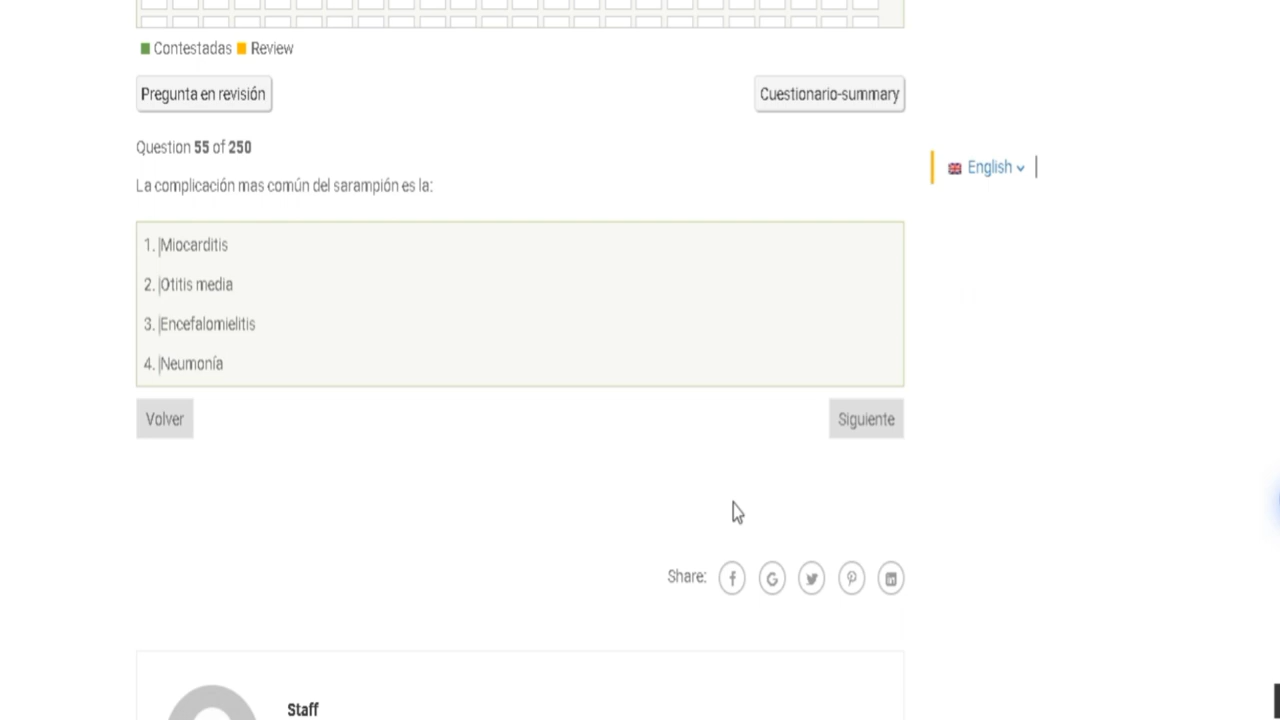 Contestadas Review
Pregunta en revisión
Cuestionario-summary
Question 55 of 250
La complicación mas común del sarampión es la:
English
1. Miocarditis
2. Otitis media
3. Encefalomielitis
4. Neumonía
Volver
Siguiente
Share:
Staff